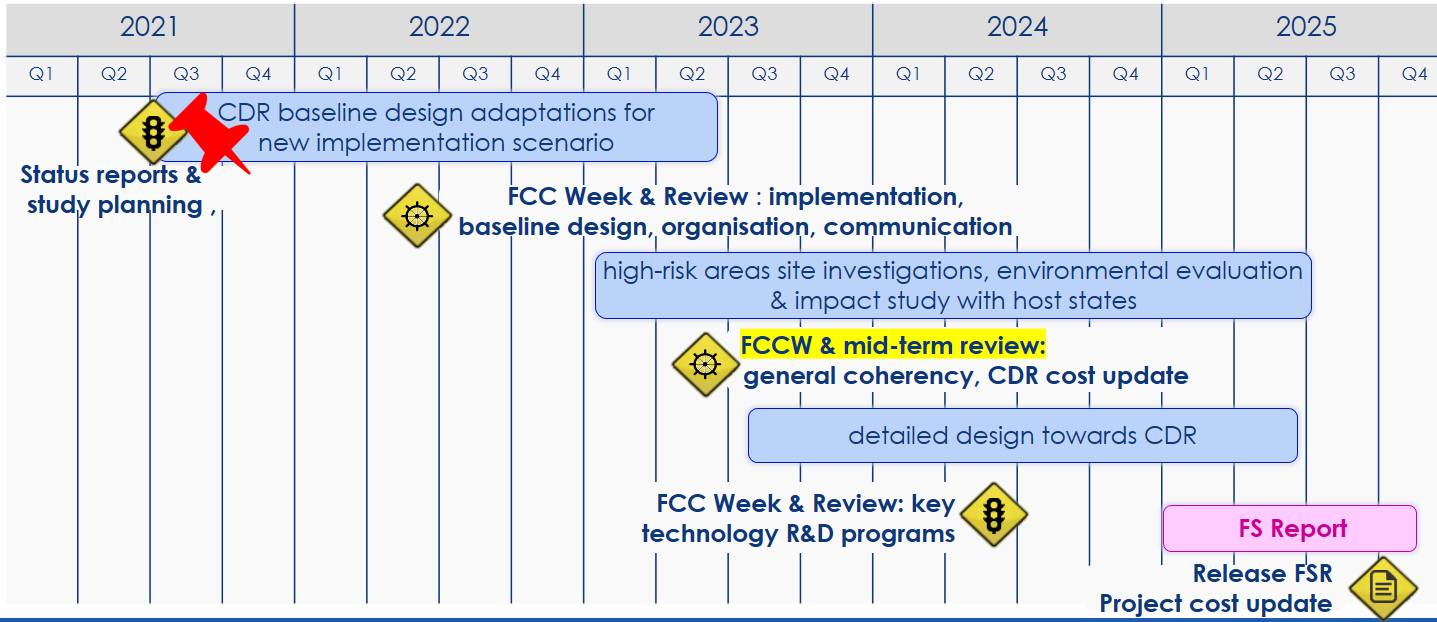 2021 2022 2023 2024 2025
Q1 Q2 Q3 Q4 Q1 Q2 Q3 Q4 Q1 Q2 Q3 Q4 Q1 Q2 Q3 Q4 Q1 Q2 Q3 Q4
CDR baseline design adaptations for
new implementation scenario
Status reports &
study planning ,
FCC Week & Review : implementation,
baseline design, organisation, communication
high-risk areas site investigations, environmental evaluation
& impact study with host states
FCCW & mid-term review:
general coherency, CDR cost update
detailed design towards CDR
FCC Week & Review: key
technology R&D programs
FS Report
Release FSR
Project cost update